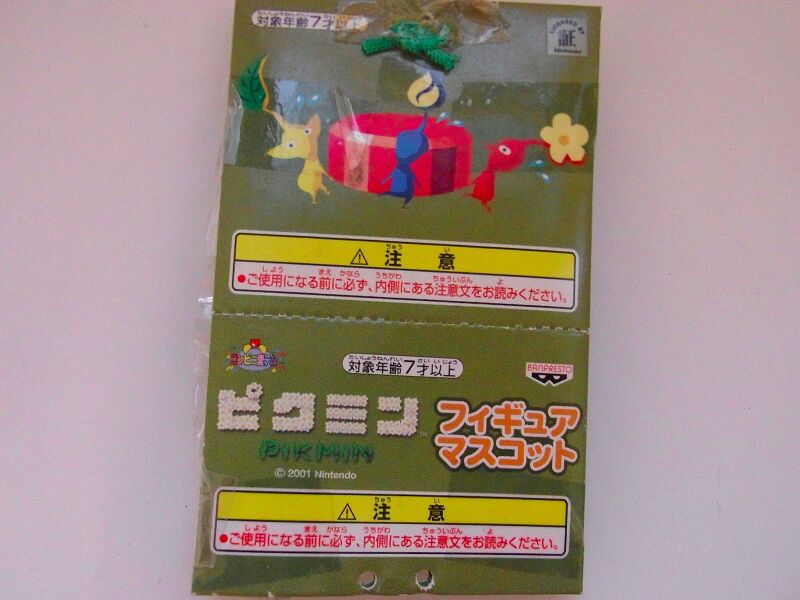 対象年齢7才以上
LICENSED BY
証
Nintendo
⚠ 注意
●ご使用になる前に必ず、内側にある注意文をお読みください。
対象年齢7才以上
BANPRESTO
ピクミン
PIKMIN
フィギュア
マスコット
© 2001 Nintendo
⚠ 注意
●ご使用になる前に必ず、内側にある注意文をお読みください。